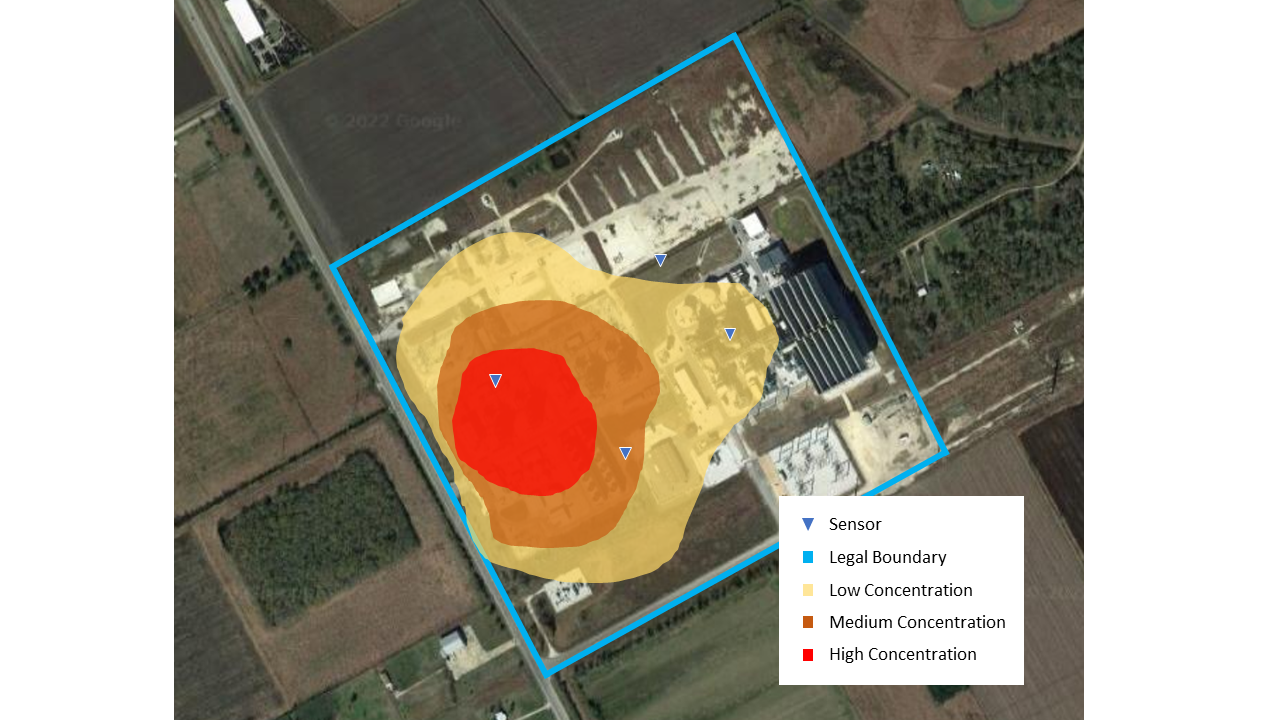 © 2022 Google
Sensor
Legal Boundary
Low Concentration
Medium Concentration
High Concentration